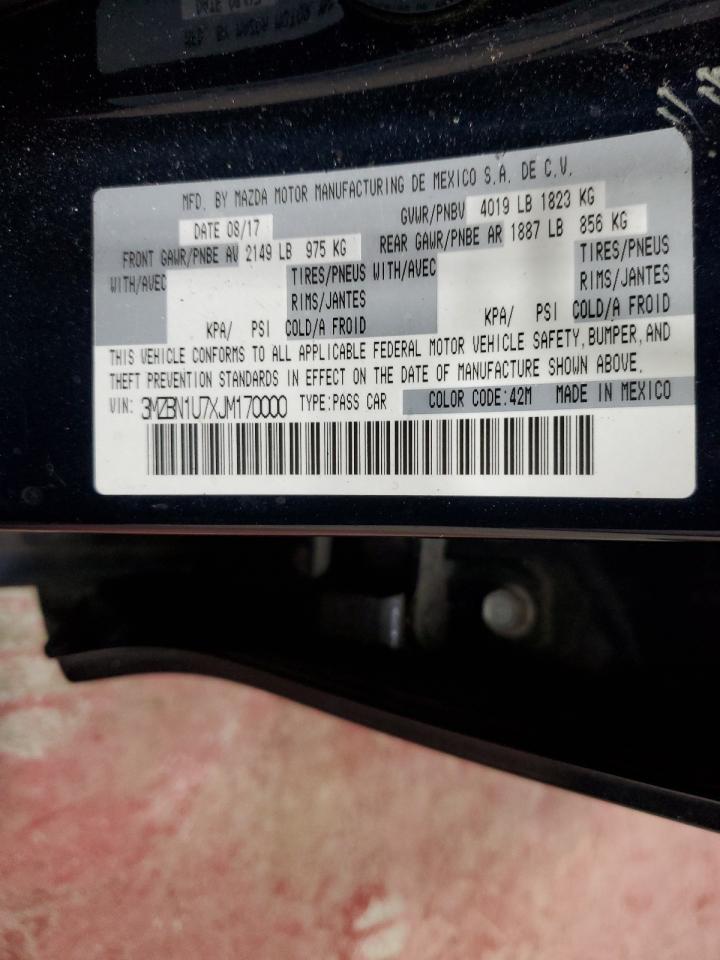 MFD. BY MAZDA MOTOR MANUFACTURING DE MEXICO S.A. DE C.V.
DATE 08/17 GVWR/PNBV 4019 LB 1823 KG
FRONT GAWR/PNBE AV 2149 LB 975 KG REAR GAWR/PNBE AR 1887 LB 856 KG
WITH/AVEC TIRES/PNEUS WITH/AVEC TIRES/PNEUS
RIMS/JANTES RIMS/JANTES
KPA/ PSI COLD/A FROID KPA/ PSI COLD/A FROID
THIS VEHICLE CONFORMS TO ALL APPLICABLE FEDERAL MOTOR VEHICLE SAFETY, BUMPER, AND
THEFT PREVENTION STANDARDS IN EFFECT ON THE DATE OF MANUFACTURE SHOWN ABOVE.
VIN: 3MZBN1U7XJM170000 TYPE:PASS CAR COLOR CODE:42M MADE IN MEXICO